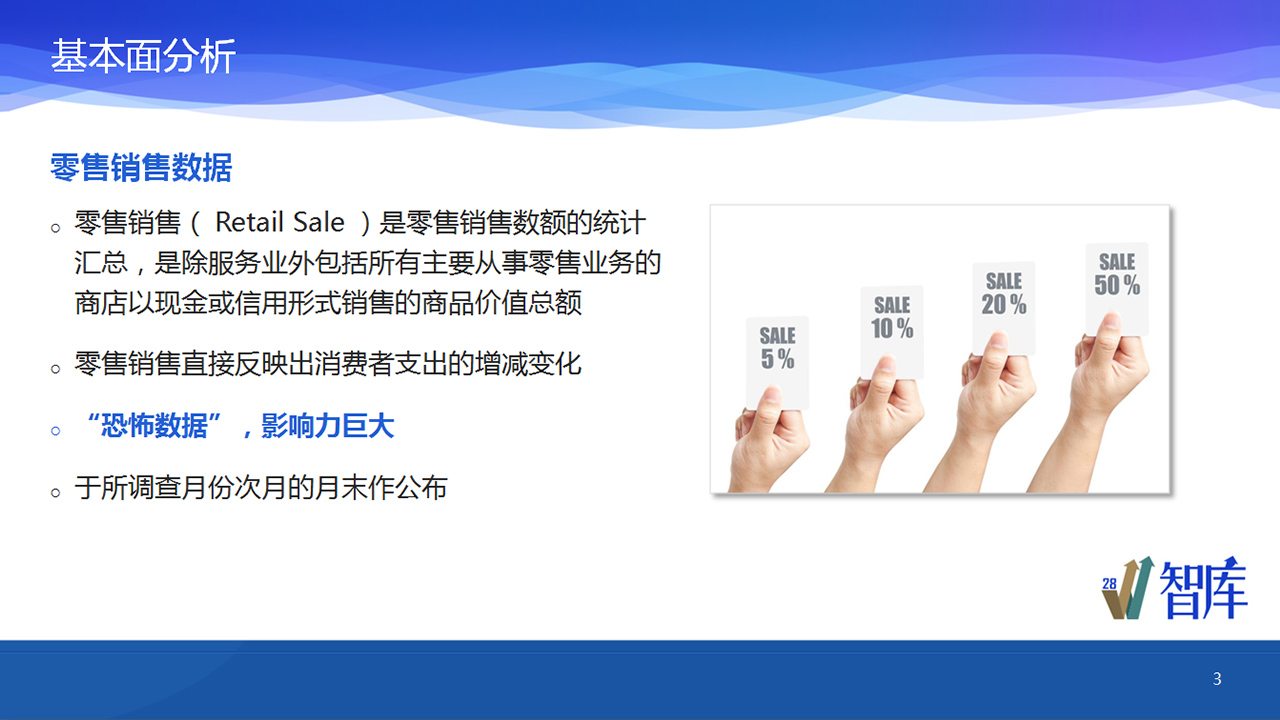 基本面分析
零售销售数据
零售销售（ Retail Sale ）是零售销售数额的统计
汇总，是除服务业外包括所有主要从事零售业务的
商店以现金或信用形式销售的商品价值总额
零售销售直接反映出消费者支出的增减变化
“恐怖数据”，影响力巨大
于所调查月份次月的月末作公布
SALE
5 %
SALE
10 %
SALE
20 %
SALE
50 %
28
智库
3